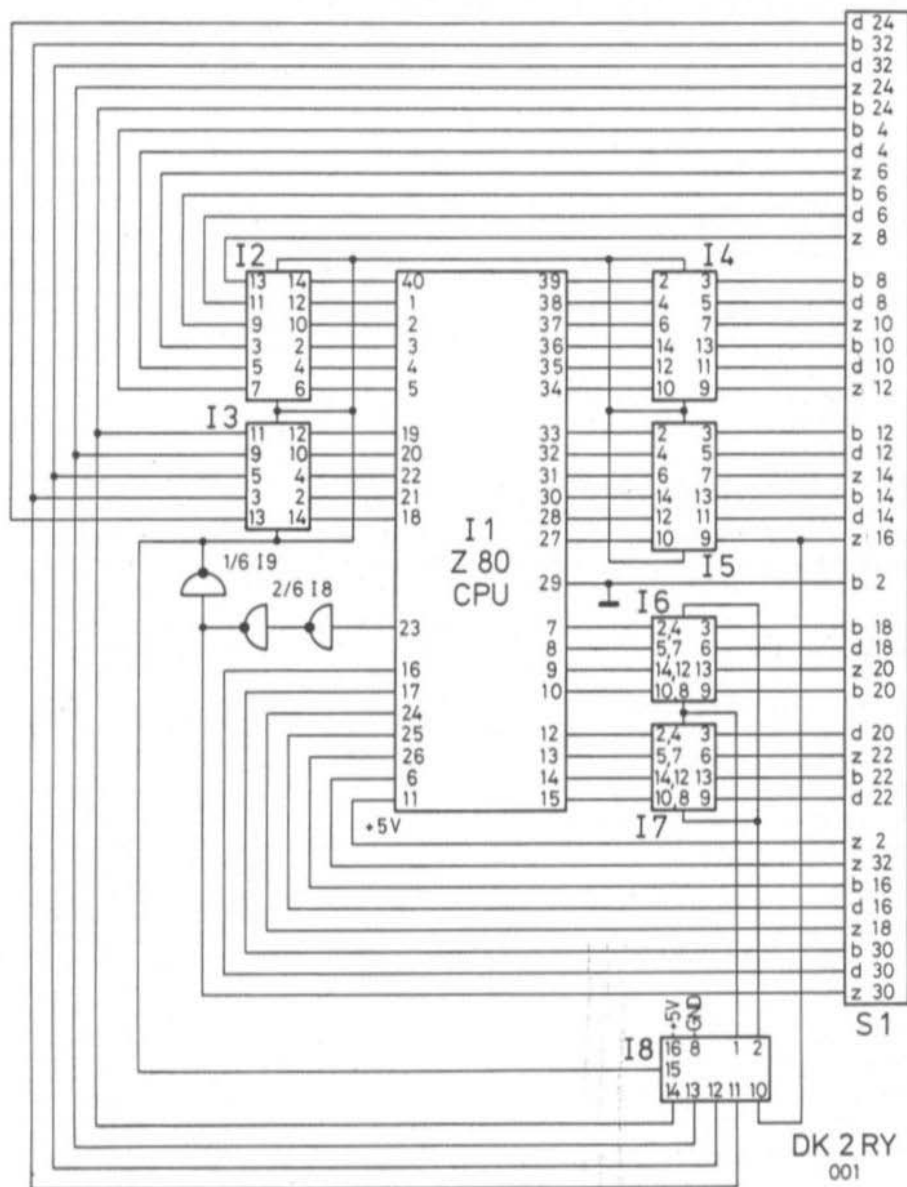 d 24
b 32
d 32
z 24
b 24
b 4
d 4
z 6
b 6
d 6
z 8
I2 I4
13 14 40 39 2 3 b 8
11 12 1 38 4 5 d 8
9 10 2 37 6 7 z 10
3 2 3 36 14 13 b 10
5 4 4 35 12 11 d 10
7 6 5 34 10 9 z 12
I3
11 12 19 33 2 3 b 12
9 10 20 32 4 5 d 12
5 4 22 31 6 7 z 14
3 2 21 30 14 13 b 14
13 14 18 28 12 11 d 14
I1 27 10 9 z 16
1/6 I9 Z 80 I5
2/6 I8 CPU 29 b 2
I6
23 7 2,4 3 b 18
8 5,7 6 d 18
16 9 14,12 13 z 20
17 10 10,8 9 b 20
24
25 12 2,4 3 d 20
26 13 5,7 6 z 22
6 14 14,12 13 b 22
11 15 10,8 9 d 22
+5V I7
z 2
z 32
b 16
d 16
z 18
b 30
d 30
z 30
S1
+5V GND
I8 16 8 1 2
15
14 13 12 11 10
DK 2 RY
001